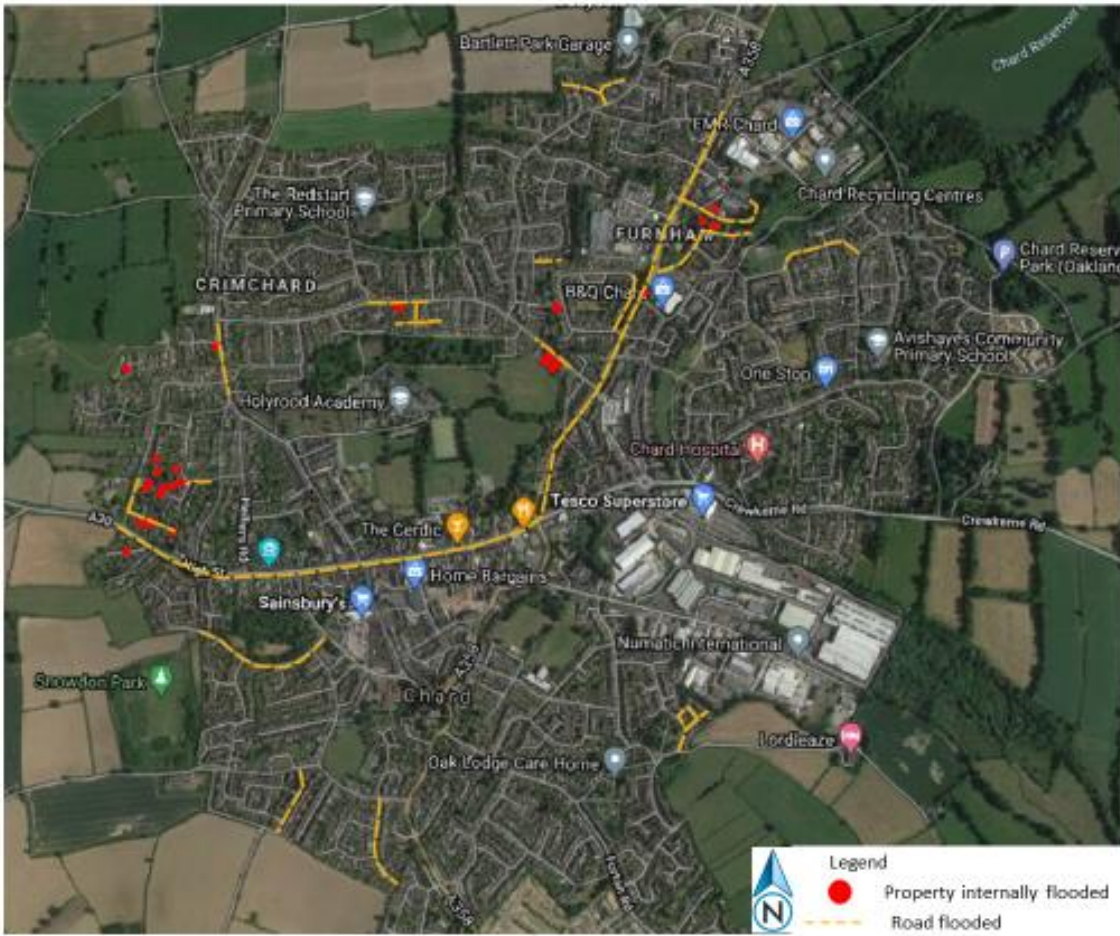 Bartlett Park Garage
A358
Chard Reservoir
EMR Chard
The Redstart
Primary School
Chard Recycling Centres
FURNHAM
Chard Reserv
Park (Oaklan
CRIMCHARD
B&Q Chard
Avishayes Community
Primary School
One Stop
Holyrood Academy
Chard Hospital
Tesco Superstore
Crewkerne Rd
Crewkerne Rd
A30
The Cerdic
High St
Home Bargains
Sainsbury's
Numatic International
Snowdon Park
A358
Chard
Lordleaze
Oak Lodge Care Home
Forton Rd
A358
Legend
Property internally flooded
N
Road flooded